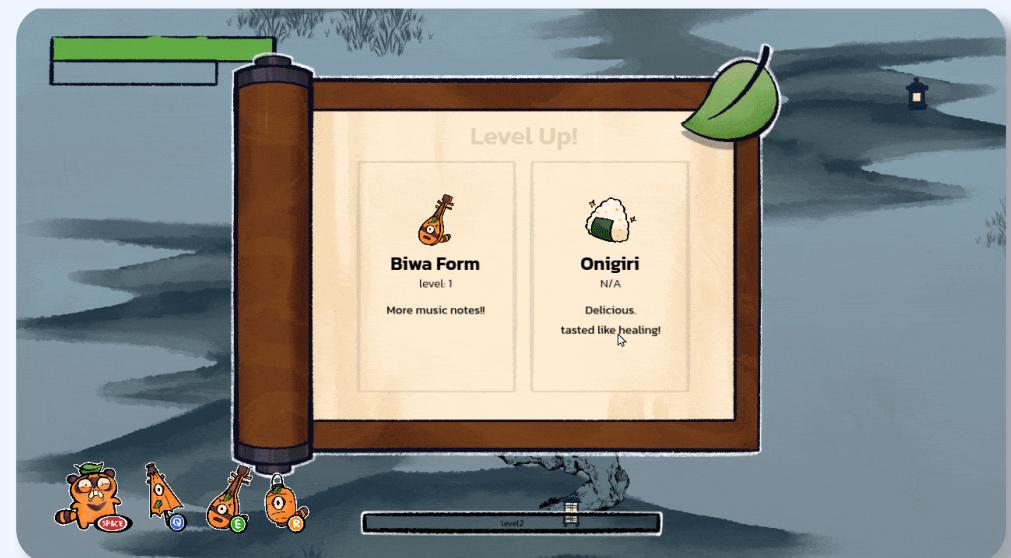 Level Up!
Biwa Form
level: 1
More music notes!!
Onigiri
N/A
Delicious.
tasted like healing!
SPACE
Q
E
R
level2